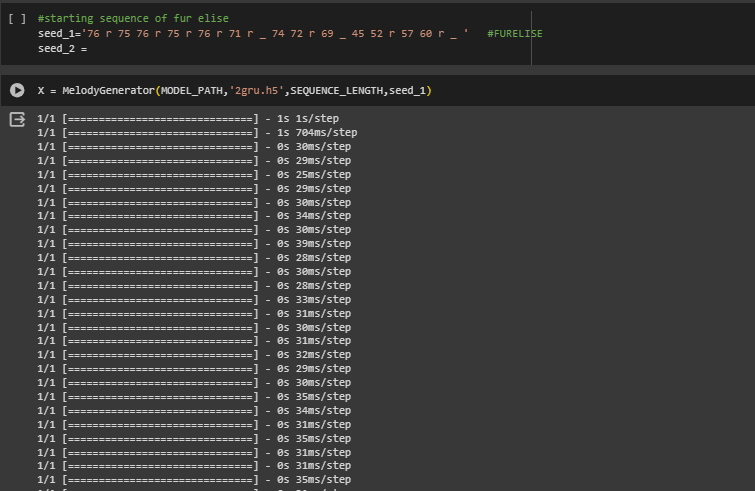 [ ] #starting sequence of fur elise
seed_1='76 r 75 76 r 75 r 76 r 71 r _ 74 72 r 69 _ 45 52 r 57 60 r _ ' #FURELISE
seed_2 =
X = MelodyGenerator(MODEL_PATH,'2gru.h5',SEQUENCE_LENGTH,seed_1)
1/1 [==============================] - 1s 1s/step
1/1 [==============================] - 1s 704ms/step
1/1 [==============================] - 0s 30ms/step
1/1 [==============================] - 0s 29ms/step
1/1 [==============================] - 0s 25ms/step
1/1 [==============================] - 0s 29ms/step
1/1 [==============================] - 0s 30ms/step
1/1 [==============================] - 0s 34ms/step
1/1 [==============================] - 0s 30ms/step
1/1 [==============================] - 0s 39ms/step
1/1 [==============================] - 0s 28ms/step
1/1 [==============================] - 0s 30ms/step
1/1 [==============================] - 0s 28ms/step
1/1 [==============================] - 0s 33ms/step
1/1 [==============================] - 0s 31ms/step
1/1 [==============================] - 0s 30ms/step
1/1 [==============================] - 0s 31ms/step
1/1 [==============================] - 0s 32ms/step
1/1 [==============================] - 0s 29ms/step
1/1 [==============================] - 0s 30ms/step
1/1 [==============================] - 0s 35ms/step
1/1 [==============================] - 0s 34ms/step
1/1 [==============================] - 0s 31ms/step
1/1 [==============================] - 0s 35ms/step
1/1 [==============================] - 0s 31ms/step
1/1 [==============================] - 0s 31ms/step
1/1 [==============================] - 0s 35ms/step